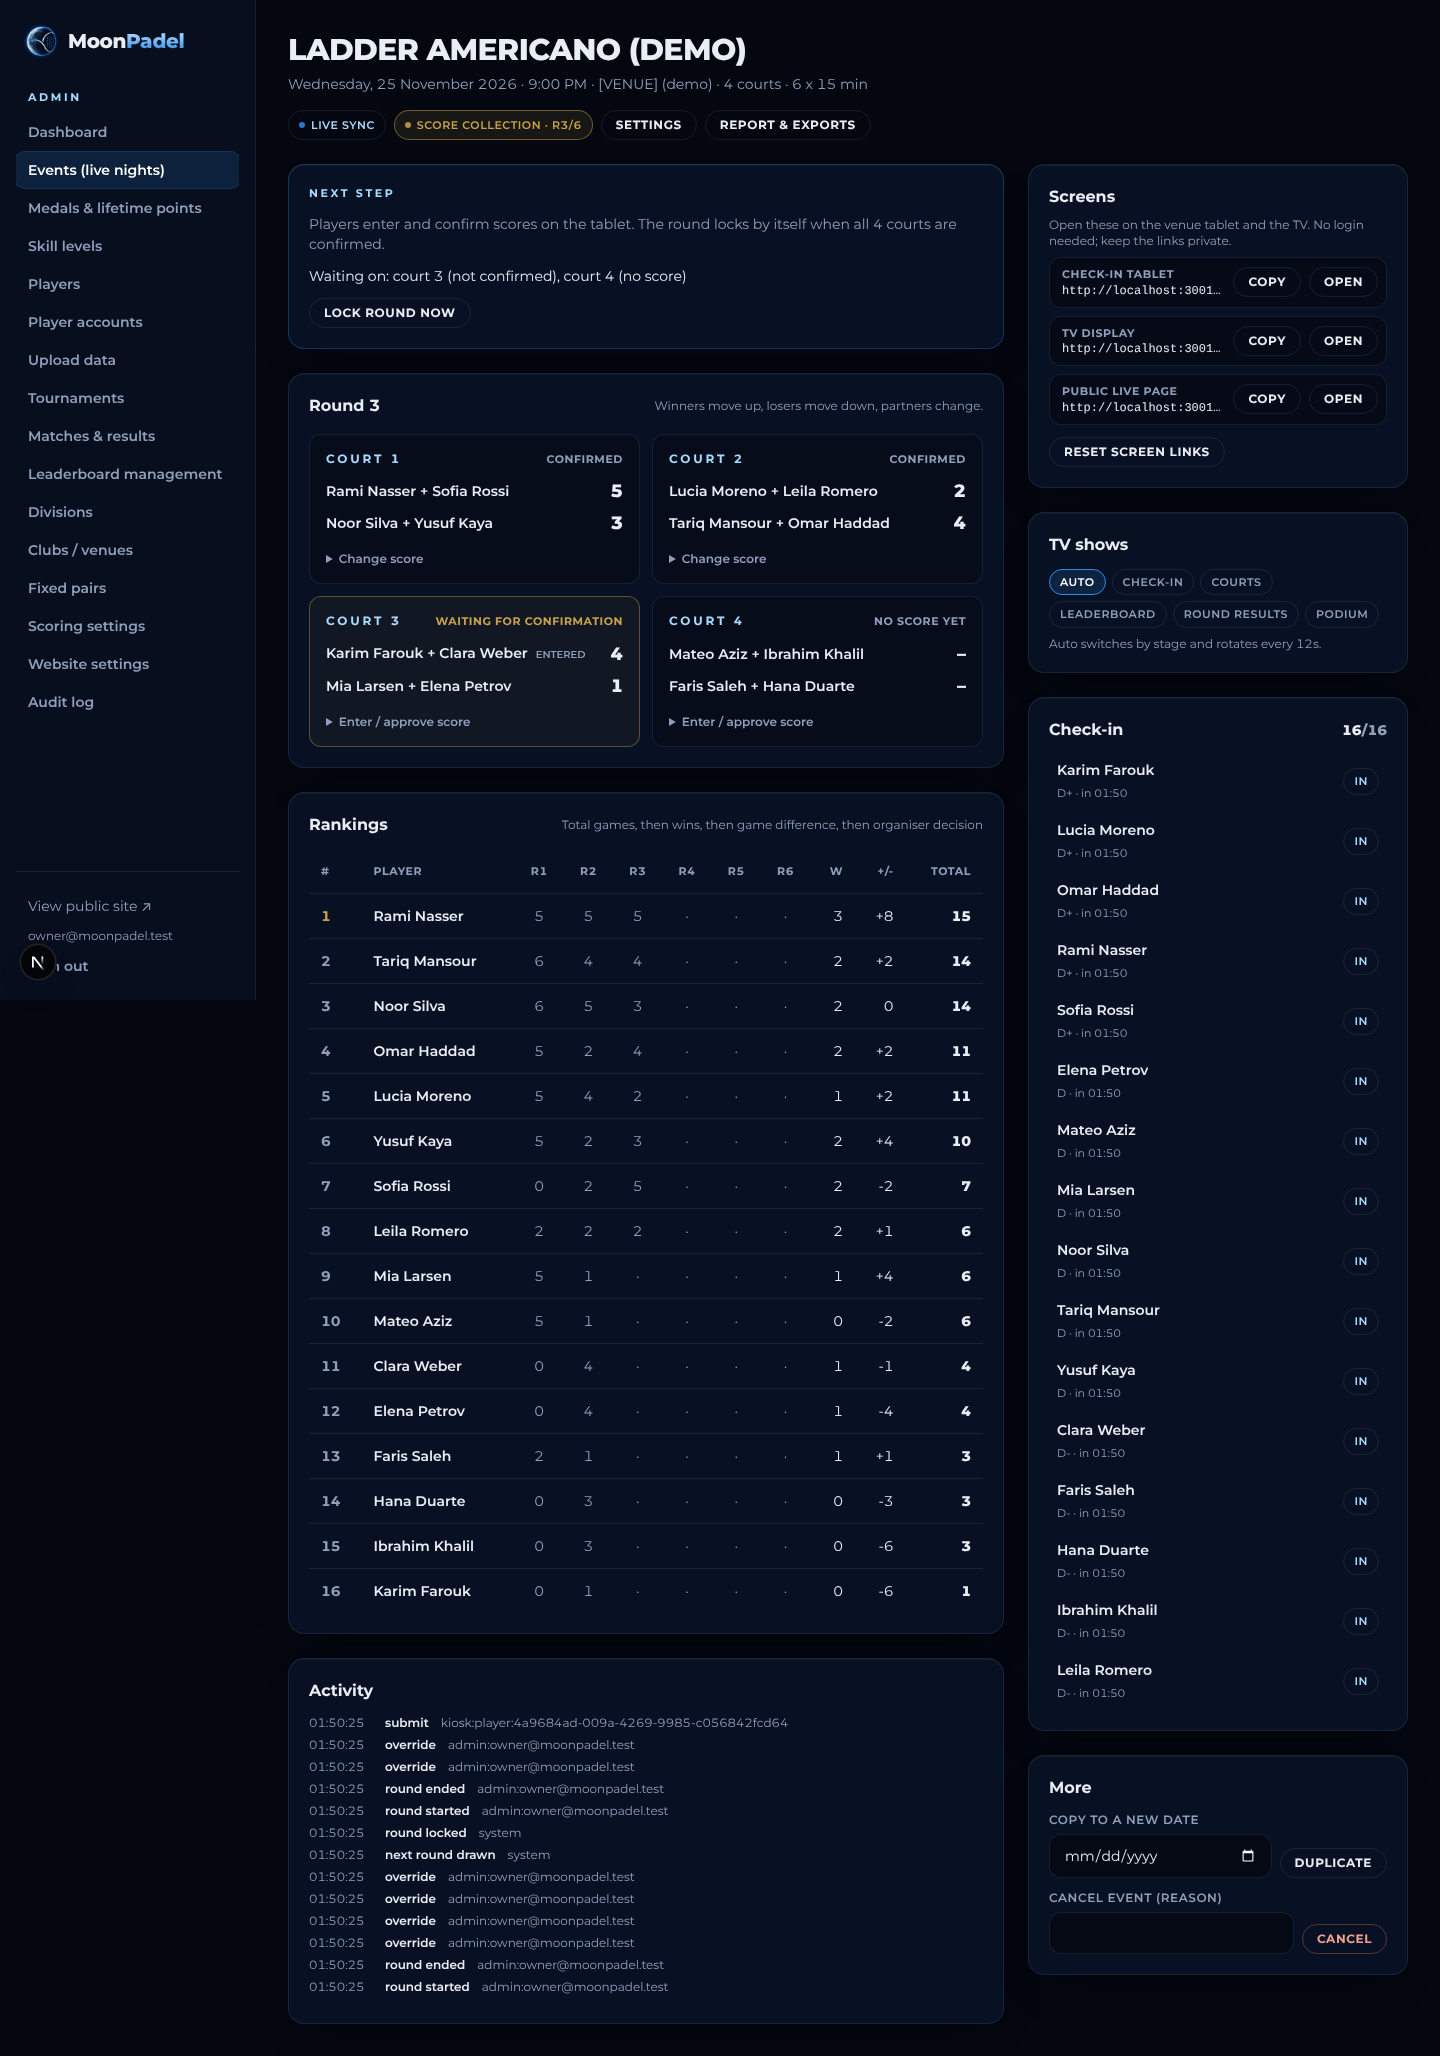 MoonPadel
ADMIN
Dashboard
Events (live nights)
Medals & lifetime points
Skill levels
Players
Player accounts
Upload data
Tournaments
Matches & results
Leaderboard management
Divisions
Clubs / venues
Fixed pairs
Scoring settings
Website settings
Audit log
View public site ↗
owner@moonpadel.test
N
out
LADDER AMERICANO (DEMO)
Wednesday, 25 November 2026 · 9:00 PM · [VENUE] (demo) · 4 courts · 6 x 15 min
LIVE SYNC SCORE COLLECTION · R3/6 SETTINGS REPORT & EXPORTS
NEXT STEP
Players enter and confirm scores on the tablet. The round locks by itself when all 4 courts are
confirmed.
Waiting on: court 3 (not confirmed), court 4 (no score)
LOCK ROUND NOW
Round 3 Winners move up, losers move down, partners change.
COURT 1 CONFIRMED
Rami Nasser + Sofia Rossi 5
Noor Silva + Yusuf Kaya 3
Change score
COURT 2 CONFIRMED
Lucia Moreno + Leila Romero 2
Tariq Mansour + Omar Haddad 4
Change score
COURT 3 WAITING FOR CONFIRMATION
Karim Farouk + Clara Weber ENTERED 4
Mia Larsen + Elena Petrov 1
Enter / approve score
COURT 4 NO SCORE YET
Mateo Aziz + Ibrahim Khalil –
Faris Saleh + Hana Duarte –
Enter / approve score
Rankings Total games, then wins, then game difference, then organiser decision
# PLAYER R1 R2 R3 R4 R5 R6 W +/- TOTAL
1 Rami Nasser 5 5 5 · · · 3 +8 15
2 Tariq Mansour 6 4 4 · · · 2 +2 14
3 Noor Silva 6 5 3 · · · 2 0 14
4 Omar Haddad 5 2 4 · · · 2 +2 11
5 Lucia Moreno 5 4 2 · · · 1 +2 11
6 Yusuf Kaya 5 2 3 · · · 2 +4 10
7 Sofia Rossi 0 2 5 · · · 2 -2 7
8 Leila Romero 2 2 2 · · · 2 +1 6
9 Mia Larsen 5 1 · · · · 1 +4 6
10 Mateo Aziz 5 1 · · · · 0 -2 6
11 Clara Weber 0 4 · · · · 1 -1 4
12 Elena Petrov 0 4 · · · · 1 -4 4
13 Faris Saleh 2 1 · · · · 1 +1 3
14 Hana Duarte 0 3 · · · · 0 -3 3
15 Ibrahim Khalil 0 3 · · · · 0 -6 3
16 Karim Farouk 0 1 · · · · 0 -6 1
Activity
01:50:25 submit kiosk:player:4a9684ad-009a-4269-9985-c056842fcd64
01:50:25 override admin:owner@moonpadel.test
01:50:25 override admin:owner@moonpadel.test
01:50:25 round ended admin:owner@moonpadel.test
01:50:25 round started admin:owner@moonpadel.test
01:50:25 round locked system
01:50:25 next round drawn system
01:50:25 override admin:owner@moonpadel.test
01:50:25 override admin:owner@moonpadel.test
01:50:25 override admin:owner@moonpadel.test
01:50:25 override admin:owner@moonpadel.test
01:50:25 round ended admin:owner@moonpadel.test
01:50:25 round started admin:owner@moonpadel.test
Screens
Open these on the venue tablet and the TV. No login
needed; keep the links private.
CHECK-IN TABLET
http://localhost:3001… COPY OPEN
TV DISPLAY
http://localhost:3001… COPY OPEN
PUBLIC LIVE PAGE
http://localhost:3001… COPY OPEN
RESET SCREEN LINKS
TV shows
AUTO CHECK-IN COURTS
LEADERBOARD ROUND RESULTS PODIUM
Auto switches by stage and rotates every 12s.
Check-in 16/16
Karim Farouk
D+ · in 01:50 IN
Lucia Moreno
D+ · in 01:50 IN
Omar Haddad
D+ · in 01:50 IN
Rami Nasser
D+ · in 01:50 IN
Sofia Rossi
D+ · in 01:50 IN
Elena Petrov
D · in 01:50 IN
Mateo Aziz
D · in 01:50 IN
Mia Larsen
D · in 01:50 IN
Noor Silva
D · in 01:50 IN
Tariq Mansour
D · in 01:50 IN
Yusuf Kaya
D · in 01:50 IN
Clara Weber
D- · in 01:50 IN
Faris Saleh
D- · in 01:50 IN
Hana Duarte
D- · in 01:50 IN
Ibrahim Khalil
D- · in 01:50 IN
Leila Romero
D- · in 01:50 IN
More
COPY TO A NEW DATE
mm/dd/yyyy DUPLICATE
CANCEL EVENT (REASON)
CANCEL